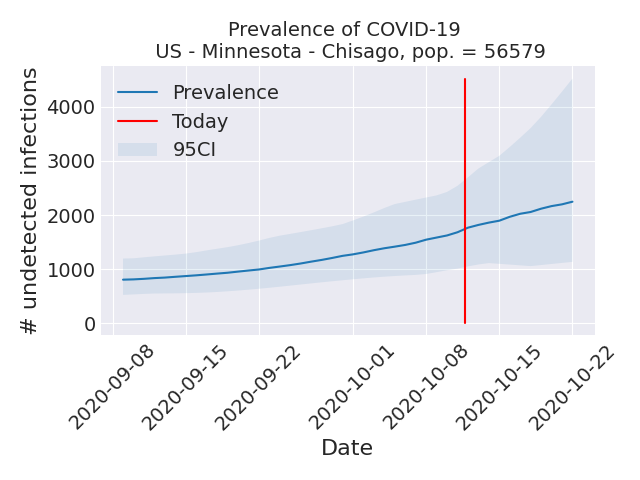 Prevalence of COVID-19
US - Minnesota - Chisago, pop. = 56579
# undetected infections
4000
3000
2000
1000
0
Prevalence
Today
95CI
2020-09-08
2020-09-15
2020-09-22
2020-10-01
2020-10-08
2020-10-15
2020-10-22
Date